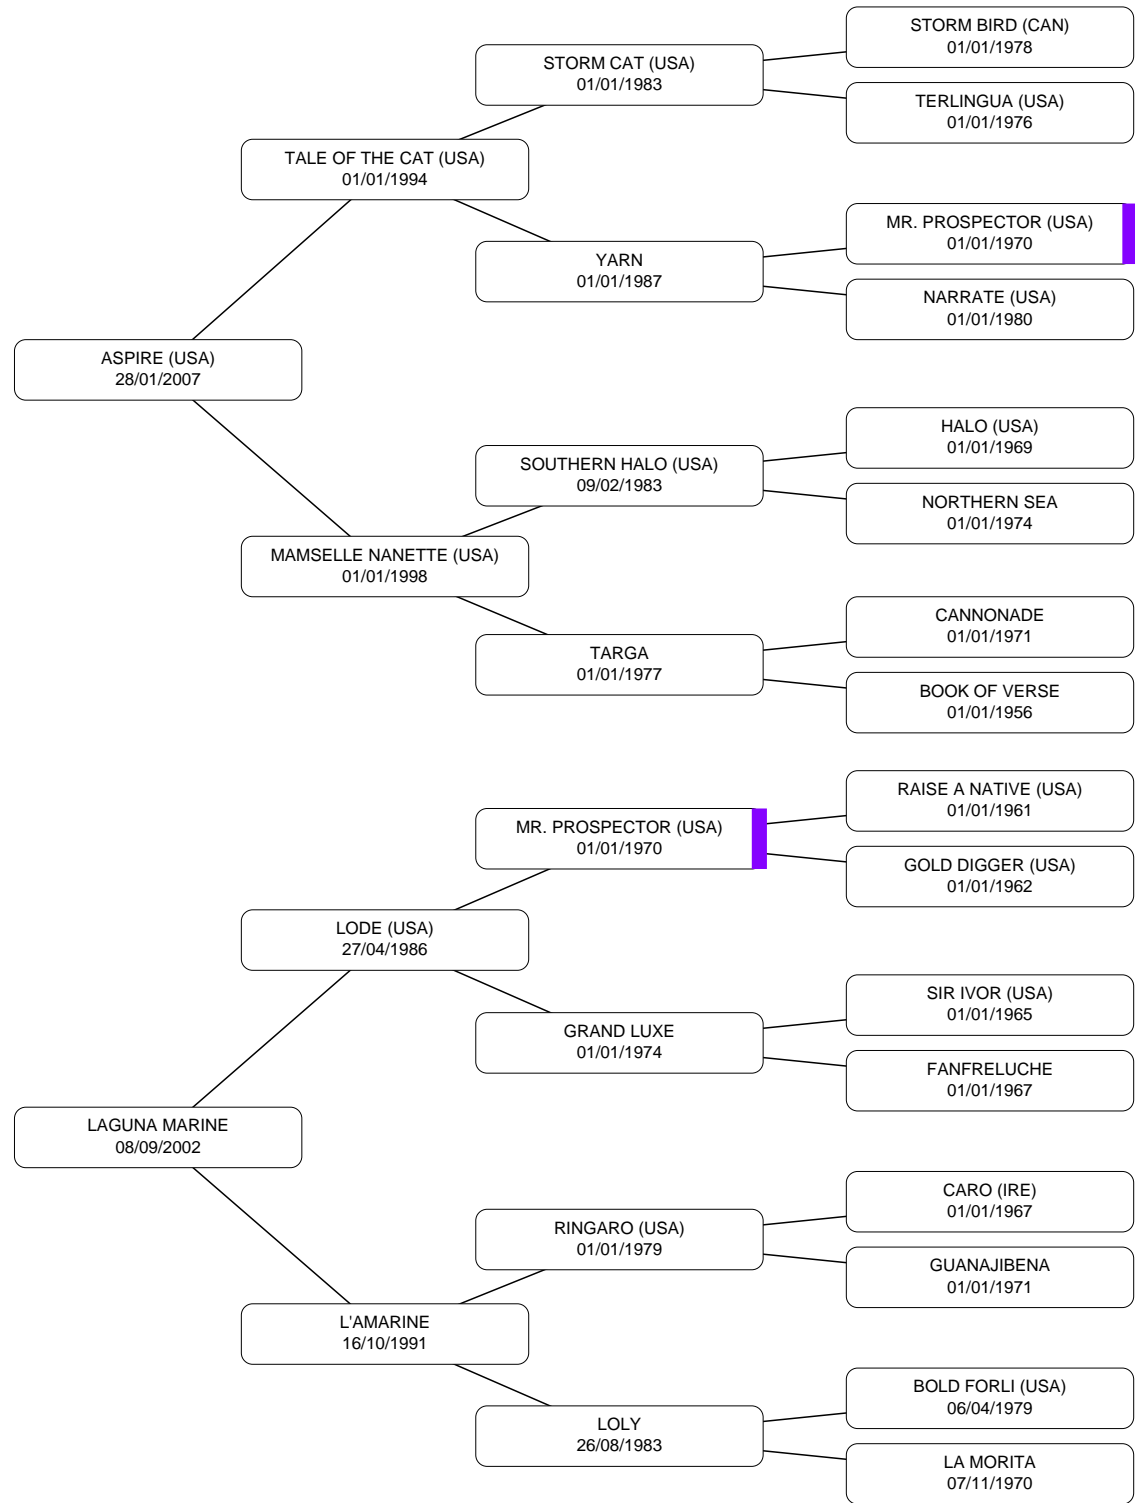 STORM BIRD (CAN)
01/01/1978
STORM CAT (USA)
01/01/1983
TERLINGUA (USA)
01/01/1976
TALE OF THE CAT (USA)
01/01/1994
MR. PROSPECTOR (USA)
01/01/1970
YARN
01/01/1987
NARRATE (USA)
01/01/1980
ASPIRE (USA)
28/01/2007
HALO (USA)
01/01/1969
SOUTHERN HALO (USA)
09/02/1983
NORTHERN SEA
01/01/1974
MAMSELLE NANETTE (USA)
01/01/1998
CANNONADE
01/01/1971
TARGA
01/01/1977
BOOK OF VERSE
01/01/1956
RAISE A NATIVE (USA)
01/01/1961
MR. PROSPECTOR (USA)
01/01/1970
GOLD DIGGER (USA)
01/01/1962
LODE (USA)
27/04/1986
SIR IVOR (USA)
01/01/1965
GRAND LUXE
01/01/1974
FANFRELUCHE
01/01/1967
LAGUNA MARINE
08/09/2002
CARO (IRE)
01/01/1967
RINGARO (USA)
01/01/1979
GUANAJIBENA
01/01/1971
L'AMARINE
16/10/1991
BOLD FORLI (USA)
06/04/1979
LOLY
26/08/1983
LA MORITA
07/11/1970